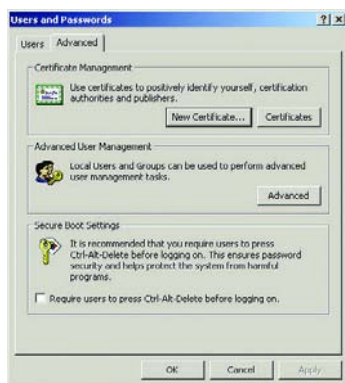 Users and Passwords
Users
Advanced
Certificate Management
Use certificates to positively identify yourself, certification
authorities and publishers.
New Certificate...
Certificates
Advanced User Management
Local Users and Groups can be used to perform advanced
user management tasks.
Advanced
Secure Boot Settings
It is recommended that you require users to press
Ctrl-Alt-Delete before logging on. This ensures password
security and helps protect the system from harmful
programs.
Require users to press Ctrl-Alt-Delete before logging on.
OK
Cancel
Apply